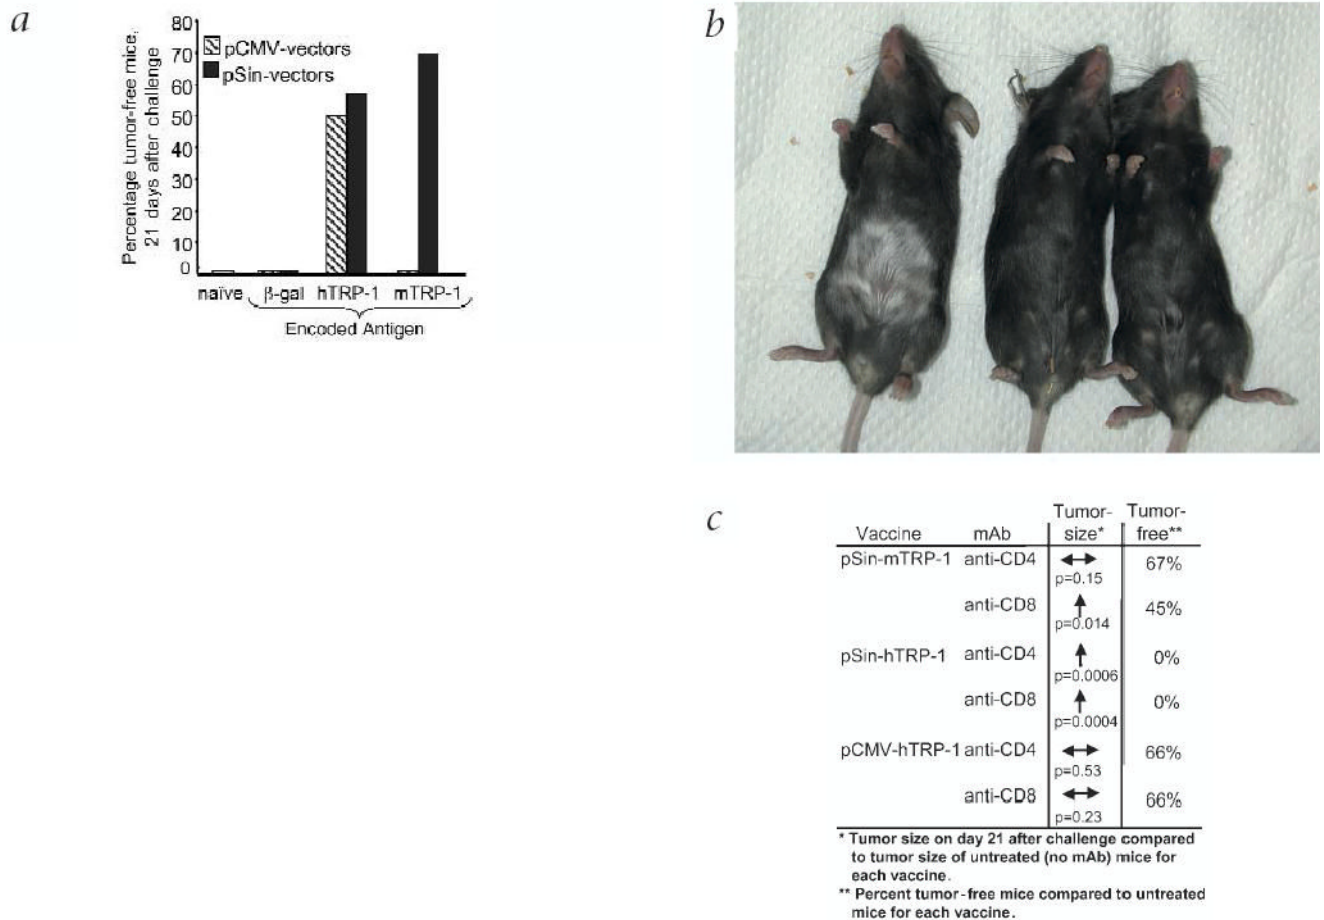 a
80
70
60
50
40
30
20
10
0
Percentage tumor-free mice,
21 days after challenge
pCMV-vectors
pSin-vectors
naïve β-gal hTRP-1 mTRP-1
Encoded Antigen
b
c
Vaccine mAb Tumor-size* Tumor-free**
pSin-mTRP-1 anti-CD4 ↔ 67%
p=0.15
anti-CD8 ↑ 45%
p=0.014
pSin-hTRP-1 anti-CD4 ↑ 0%
p=0.0006
anti-CD8 ↑ 0%
p=0.0004
pCMV-hTRP-1 anti-CD4 ↔ 66%
p=0.53
anti-CD8 ↔ 66%
p=0.23
* Tumor size on day 21 after challenge compared
to tumor size of untreated (no mAb) mice for
each vaccine.
** Percent tumor-free mice compared to untreated
mice for each vaccine.